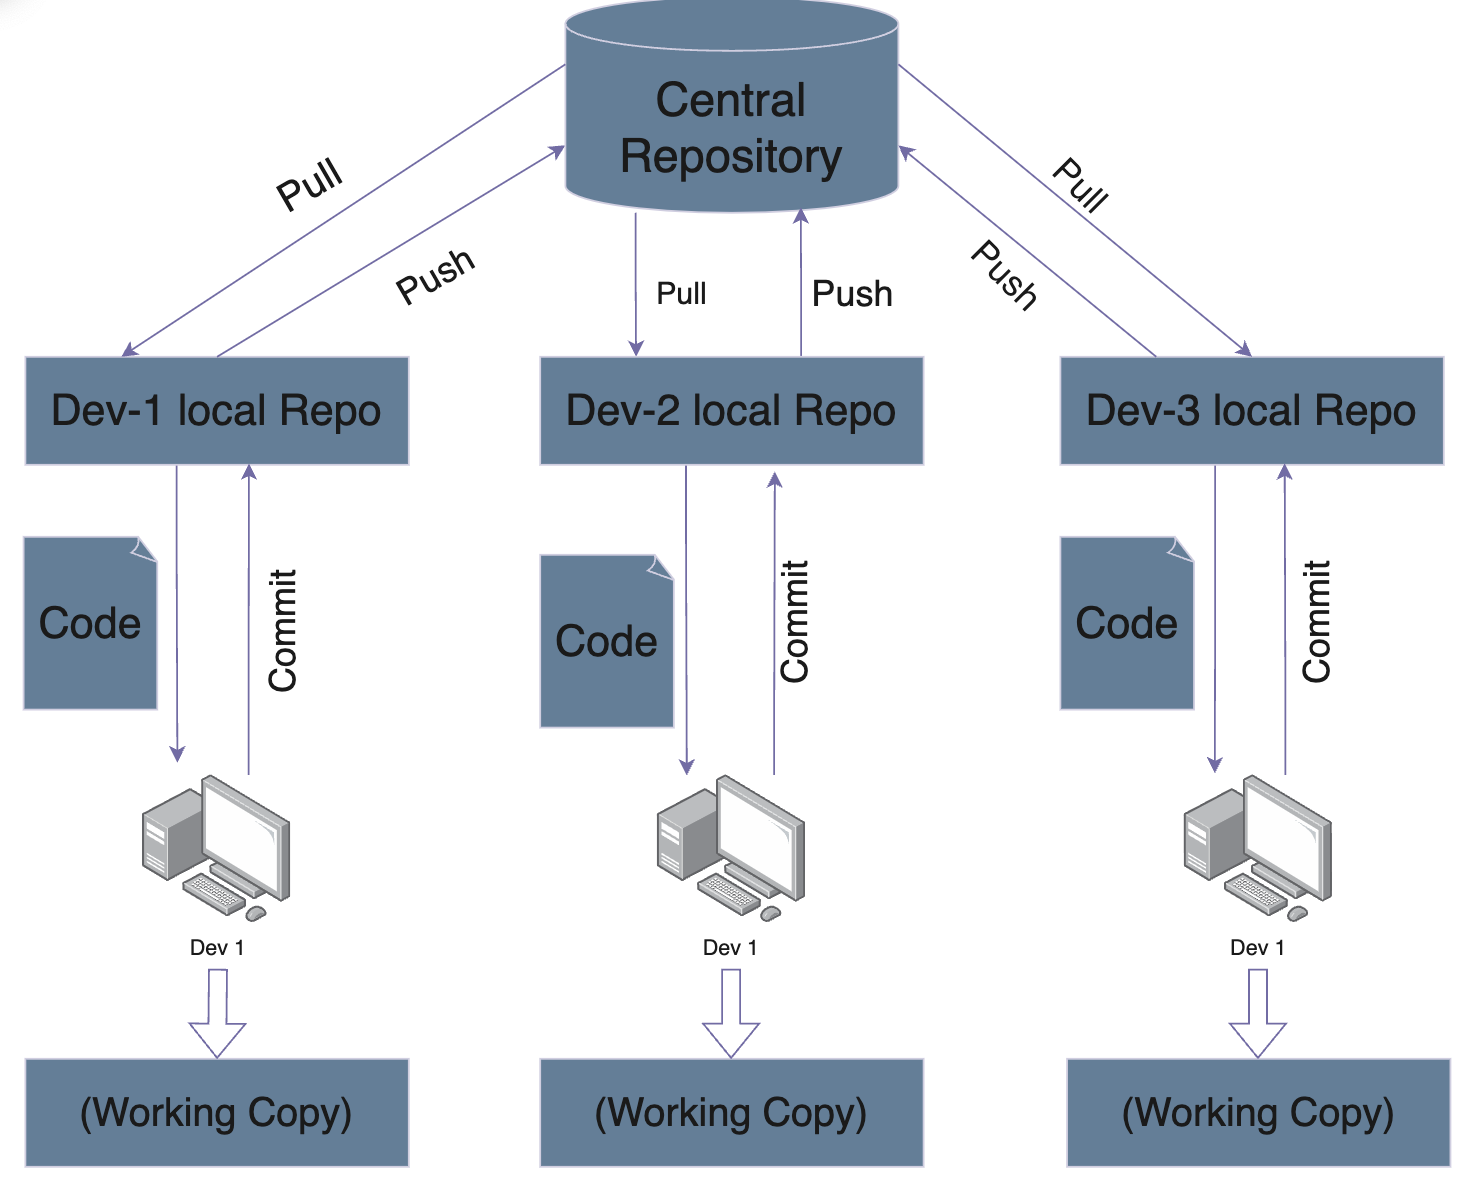 Central
Repository
Pull
Push
Pull
Push
Pull
Push
Dev-1 local Repo
Dev-2 local Repo
Dev-3 local Repo
Code
Commit
Code
Commit
Code
Commit
Dev 1
Dev 1
Dev 1
(Working Copy)
(Working Copy)
(Working Copy)